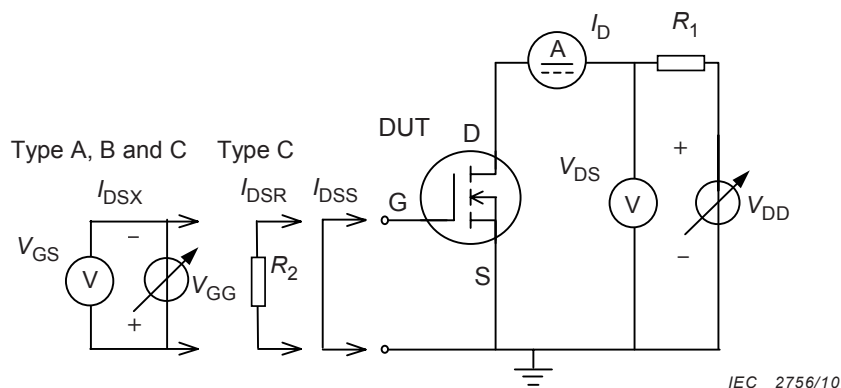 I_D
R_1
A
DUT
D
Type A, B and C
Type C
V_DS
+
V_DD
I_DSX
I_DSR
I_DSS
G
V
−
V_GS
V
V_GG
R_2
S
−
+
IEC 2756/10